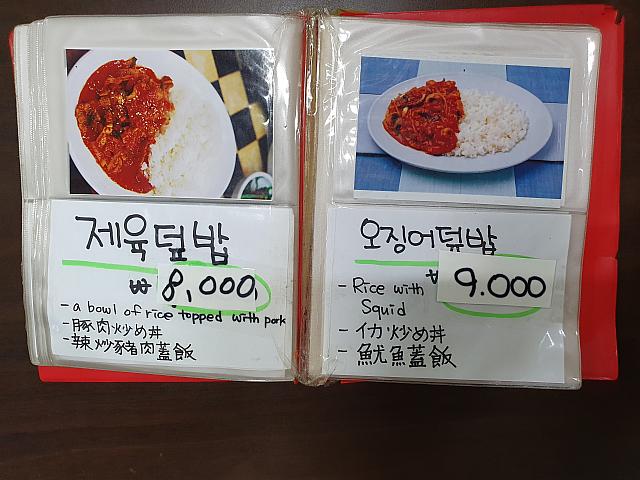 제육덮밥
₩ 8,000,
- a bowl of rice topped with pork
- 豚肉炒め丼
- 辣炒豬肉蓋飯
오징어덮밥
₩ 9.000
- Rice with
Squid
- イカ炒め丼
- 魷魚蓋飯